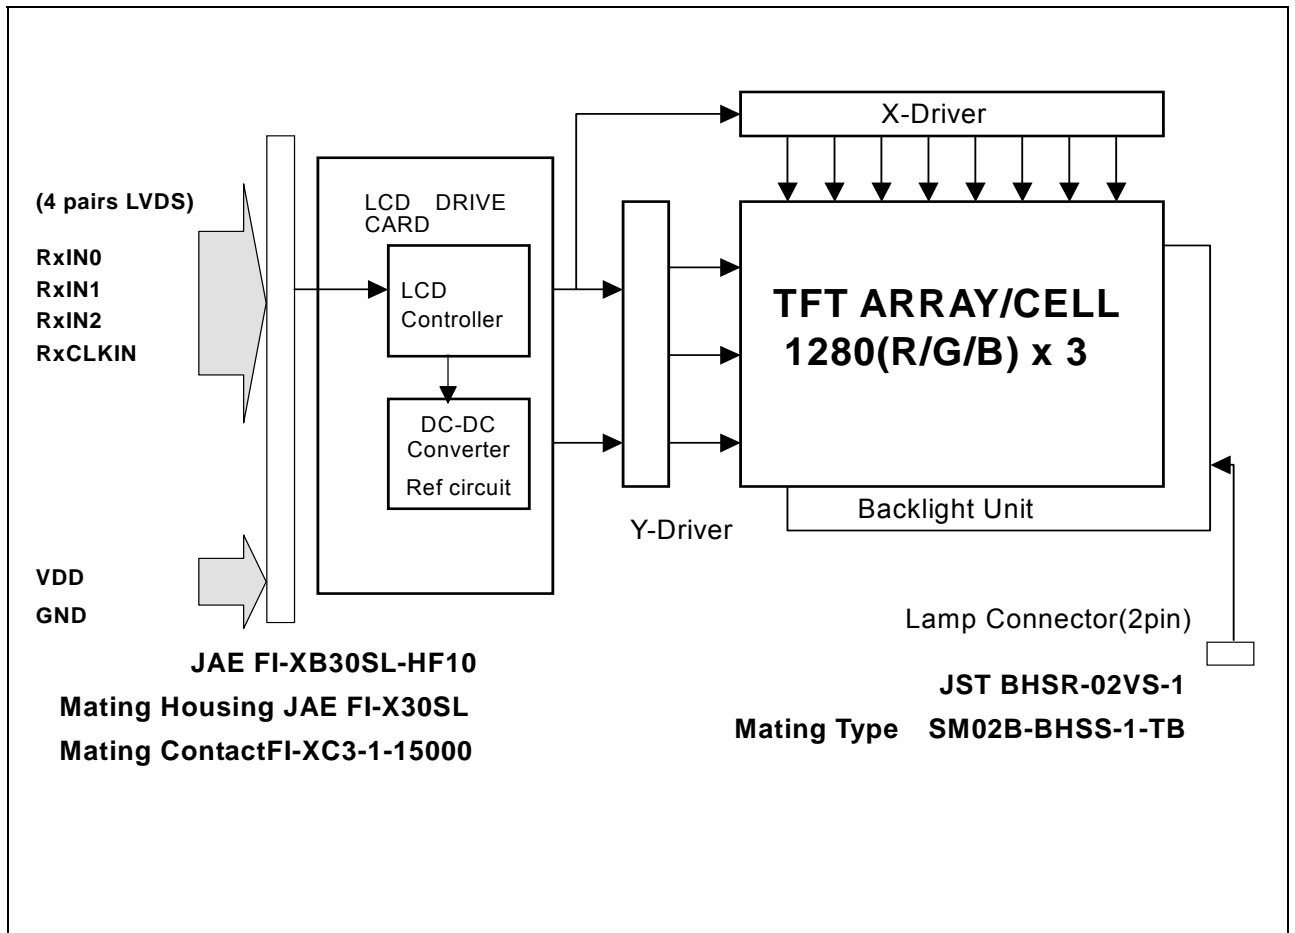 X-Driver
(4 pairs LVDS)
RxIN0
RxIN1
RxIN2
RxCLKIN
LCD DRIVE
CARD
LCD
Controller
DC-DC
Converter
Ref circuit
TFT ARRAY/CELL
1280(R/G/B) x 3
Backlight Unit
Y-Driver
VDD
GND
Lamp Connector(2pin)
JAE FI-XB30SL-HF10
Mating Housing JAE FI-X30SL
Mating ContactFI-XC3-1-15000
JST BHSR-02VS-1
Mating Type SM02B-BHSS-1-TB